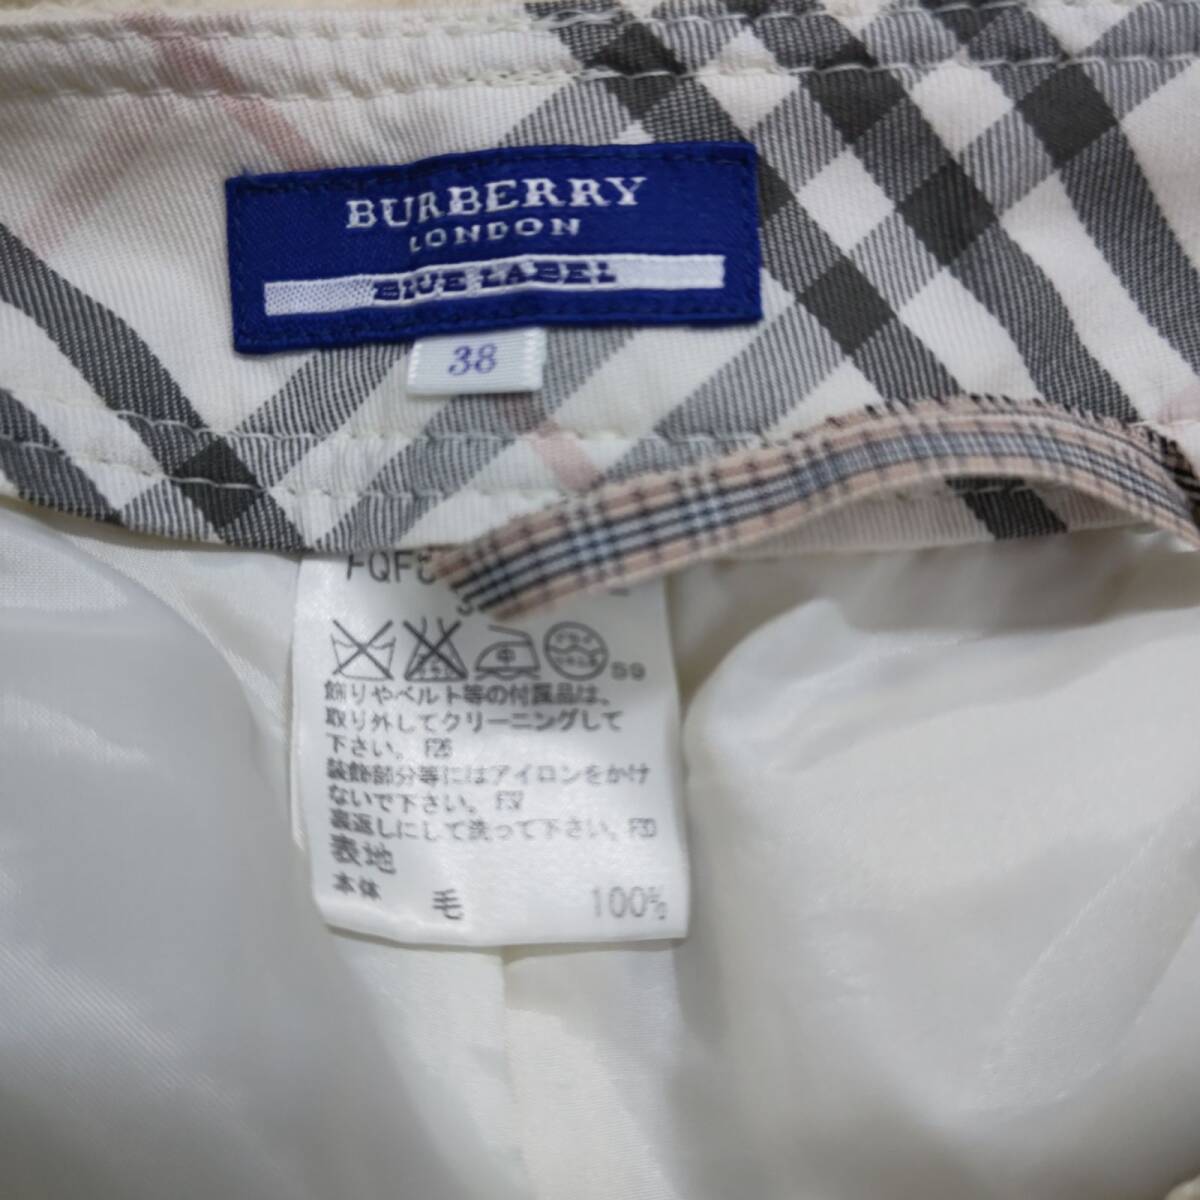 BURBERRY
LONDON
BLUE LABEL
38
FQF
中
59
飾りやベルト等の付属品は、
取り外してクリーニングして
下さい。 F26
装飾部分等にはアイロンをかけ
ないで下さい。
裏返しにして洗って下さい。
表地
本体 毛 100%